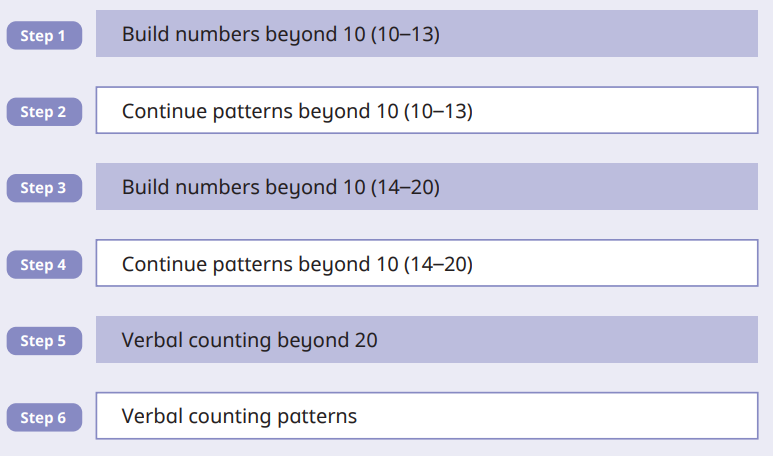 Step 1 Build numbers beyond 10 (10–13)
Step 2 Continue patterns beyond 10 (10–13)
Step 3 Build numbers beyond 10 (14–20)
Step 4 Continue patterns beyond 10 (14–20)
Step 5 Verbal counting beyond 20
Step 6 Verbal counting patterns